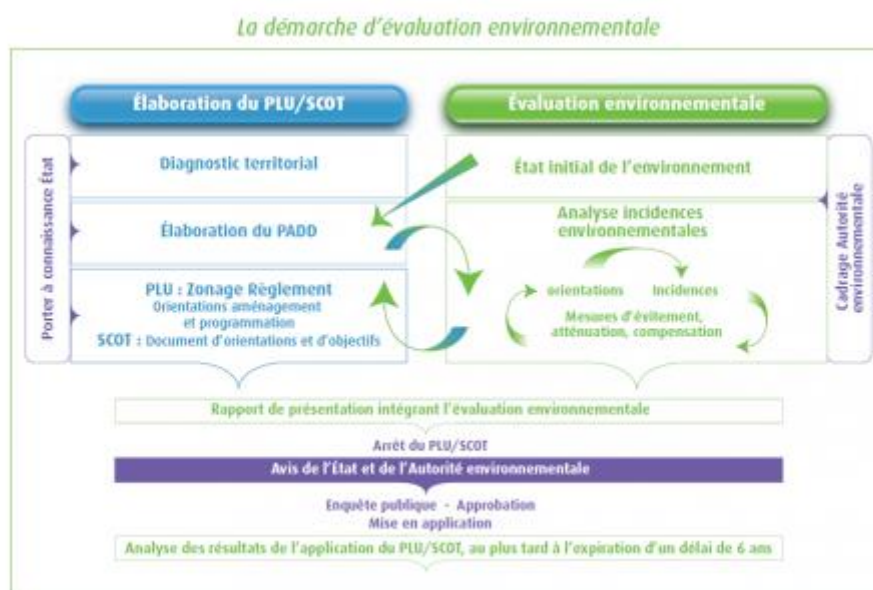 La démarche d'évaluation environnementale
Élaboration du PLU/SCOT
Évaluation environnementale
Porter à connaissance État
Diagnostic territorial
État initial de l'environnement
Élaboration du PADD
Analyse incidences
environnementales
PLU : Zonage Règlement
Orientations aménagement
et programmation
SCOT : Document d'orientations et d'objectifs
orientations
Incidences
Mesures d'évitement,
atténuation, compensation
Cadrage Autorité
environnementale
Rapport de présentation intégrant l'évaluation environnementale
Arrêt du PLU/SCOT
Avis de l'État et de l'Autorité environnementale
Enquête publique - Approbation
Mise en application
Analyse des résultats de l'application du PLU/SCOT, au plus tard à l'expiration d'un délai de 6 ans